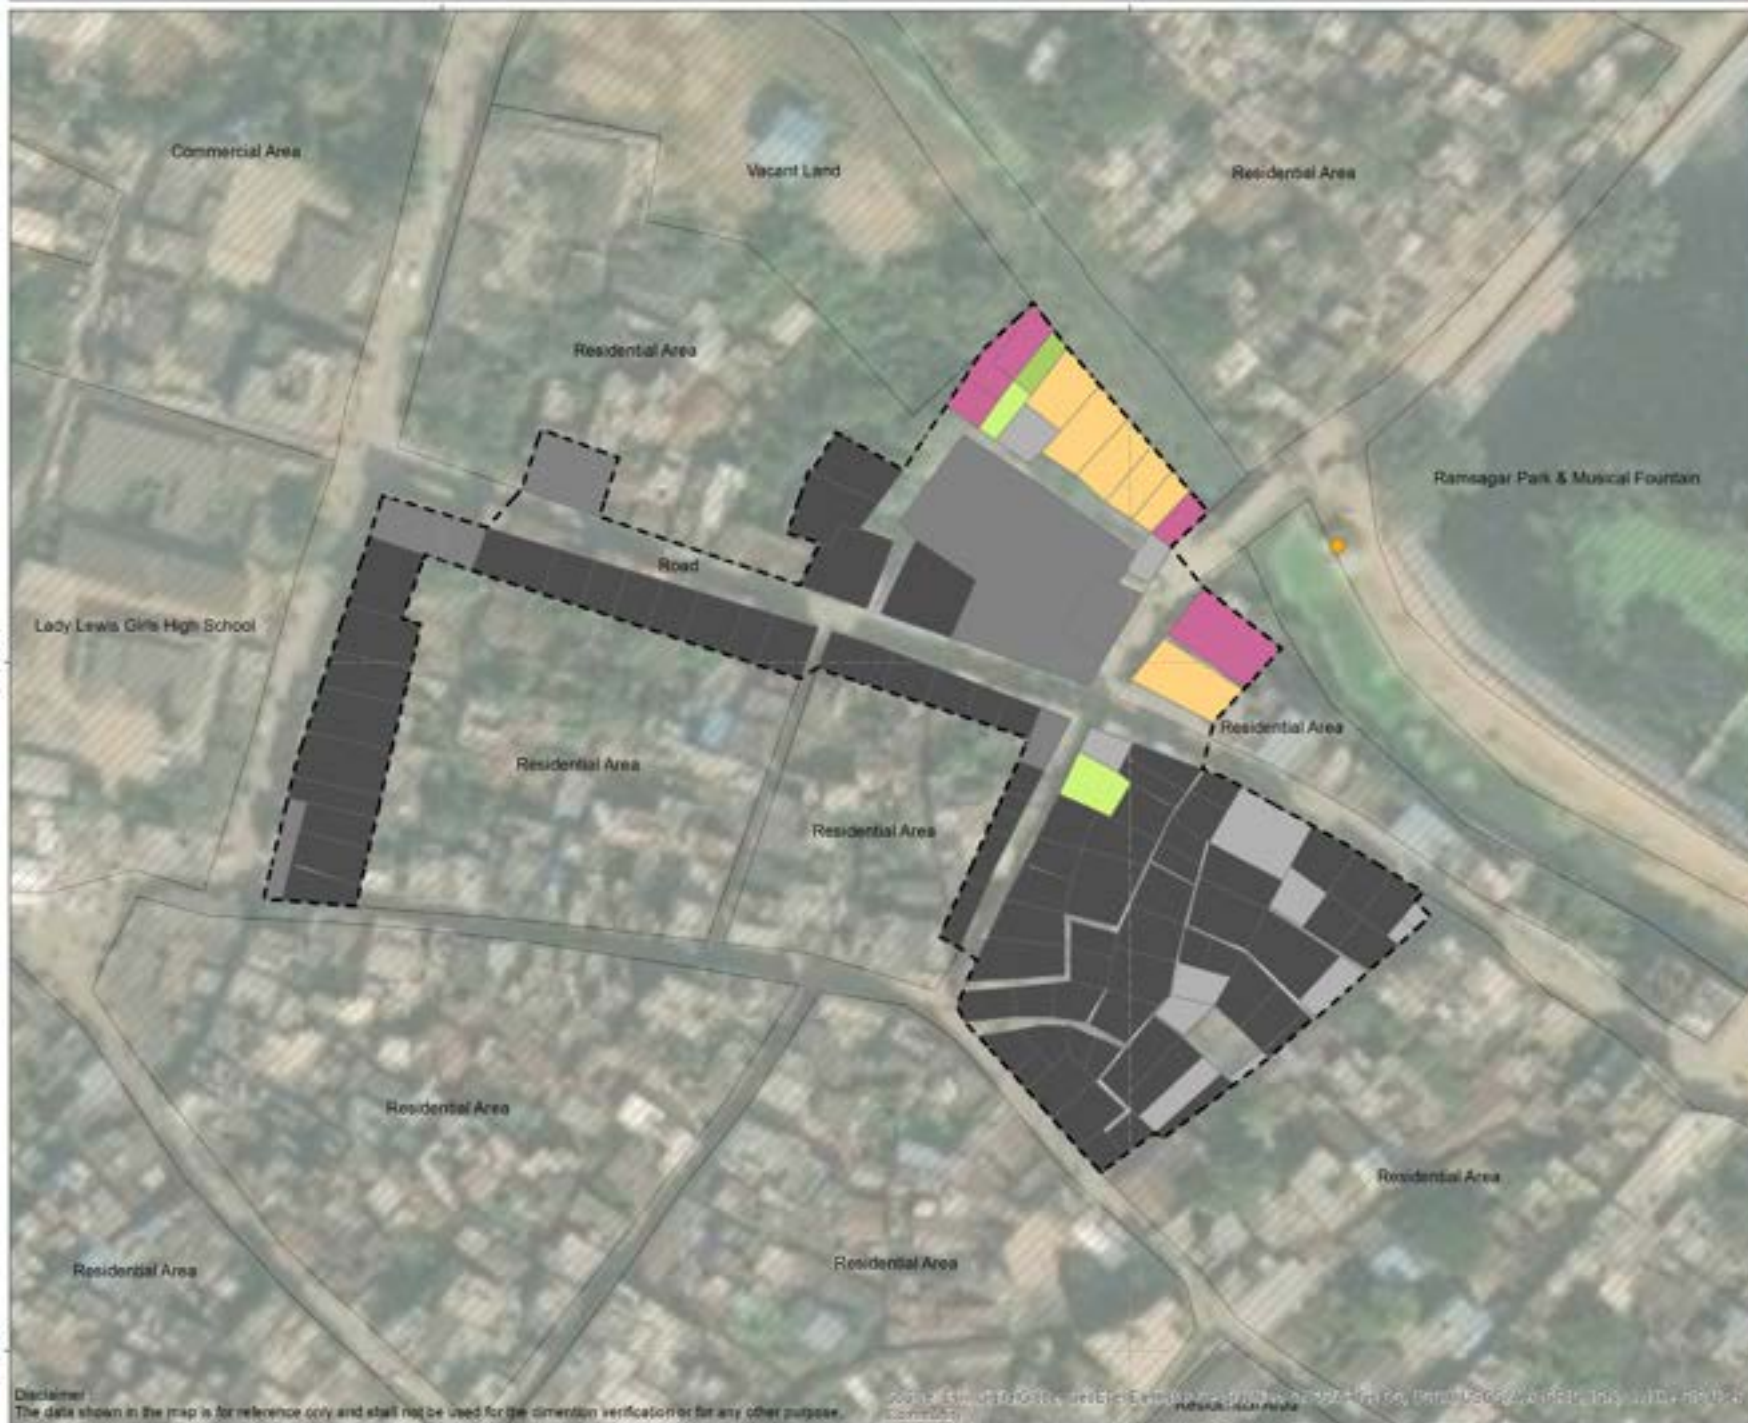 Commercial Area
Vacant Land
Residential Area
Residential Area
Ramsagar Park & Musical Fountain
Road
Lady Lewis Girls High School
Residential Area
Residential Area
Residential Area
Residential Area
Residential Area
Residential Area
Residential Area
Residential Area
Disclaimer
The data shown in the map is for reference only and shall not be used for the dimention verification or for any other purpose.